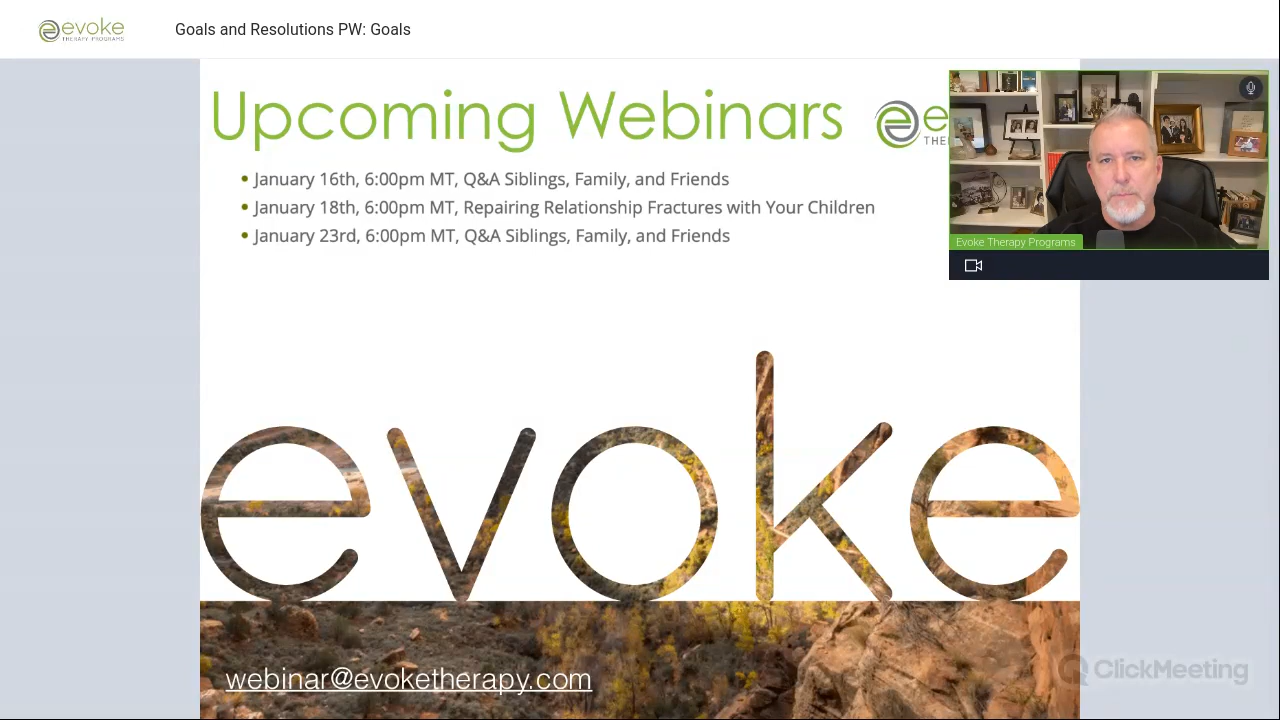 evoke
THERAPY PROGRAMS
Goals and Resolutions PW: Goals
Upcoming Webinars
e
THE
• January 16th, 6:00pm MT, Q&A Siblings, Family, and Friends
• January 18th, 6:00pm MT, Repairing Relationship Fractures with Your Children
• January 23rd, 6:00pm MT, Q&A Siblings, Family, and Friends
Evoke Therapy Programs
evoke
webinar@evoketherapy.com
ClickMeeting